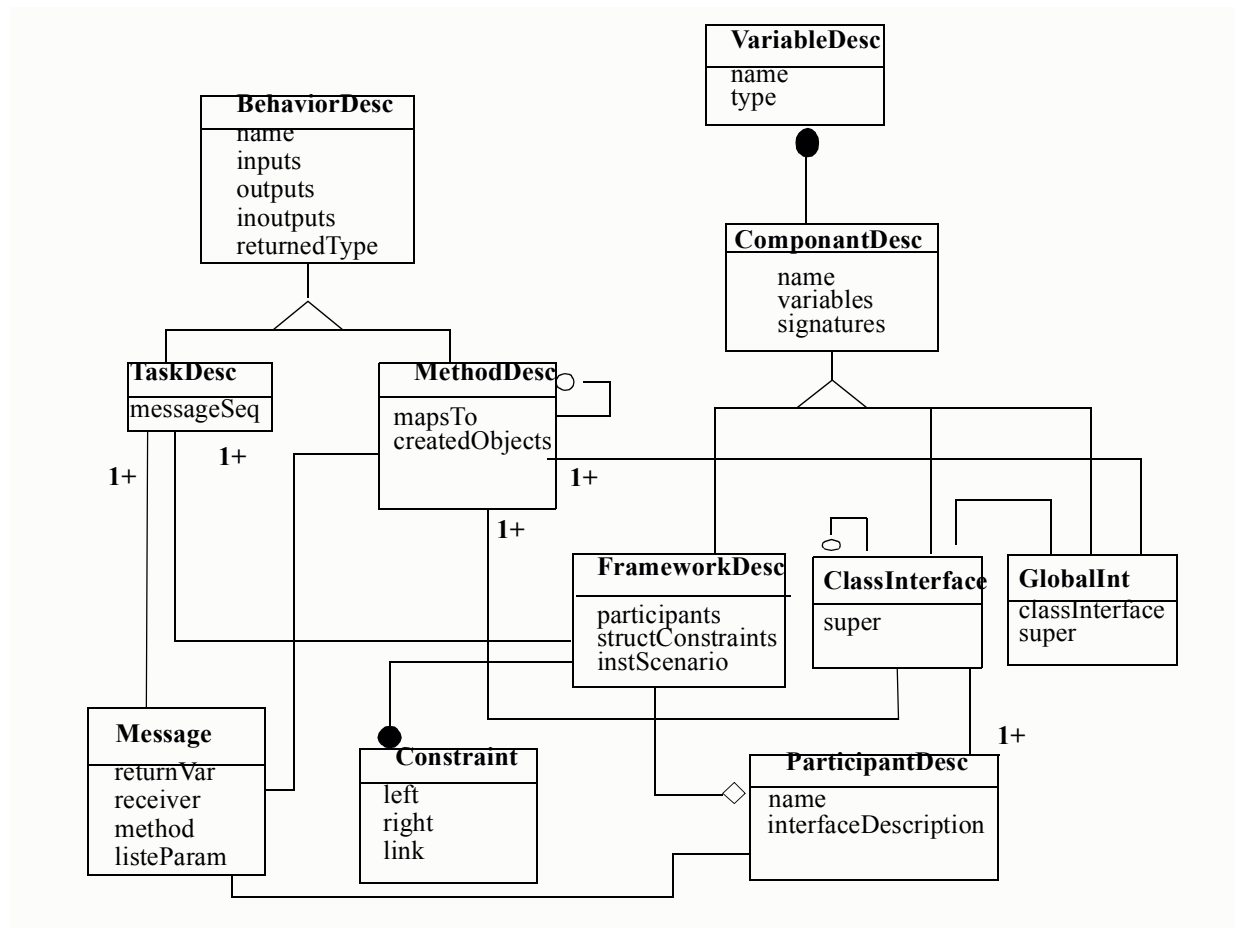 VariableDesc
name
type
BehaviorDesc
name
inputs
outputs
inoutputs
returnedType
ComponantDesc
name
variables
signatures
TaskDesc
messageSeq
MethodDesc
mapsTo
createdObjects
1+
1+
1+
1+
FrameworkDesc
participants
structConstraints
instScenario
ClassInterface
super
GlobalInt
classInterface
super
Message
returnVar
receiver
method
listeParam
Constraint
left
right
link
1+
ParticipantDesc
name
interfaceDescription